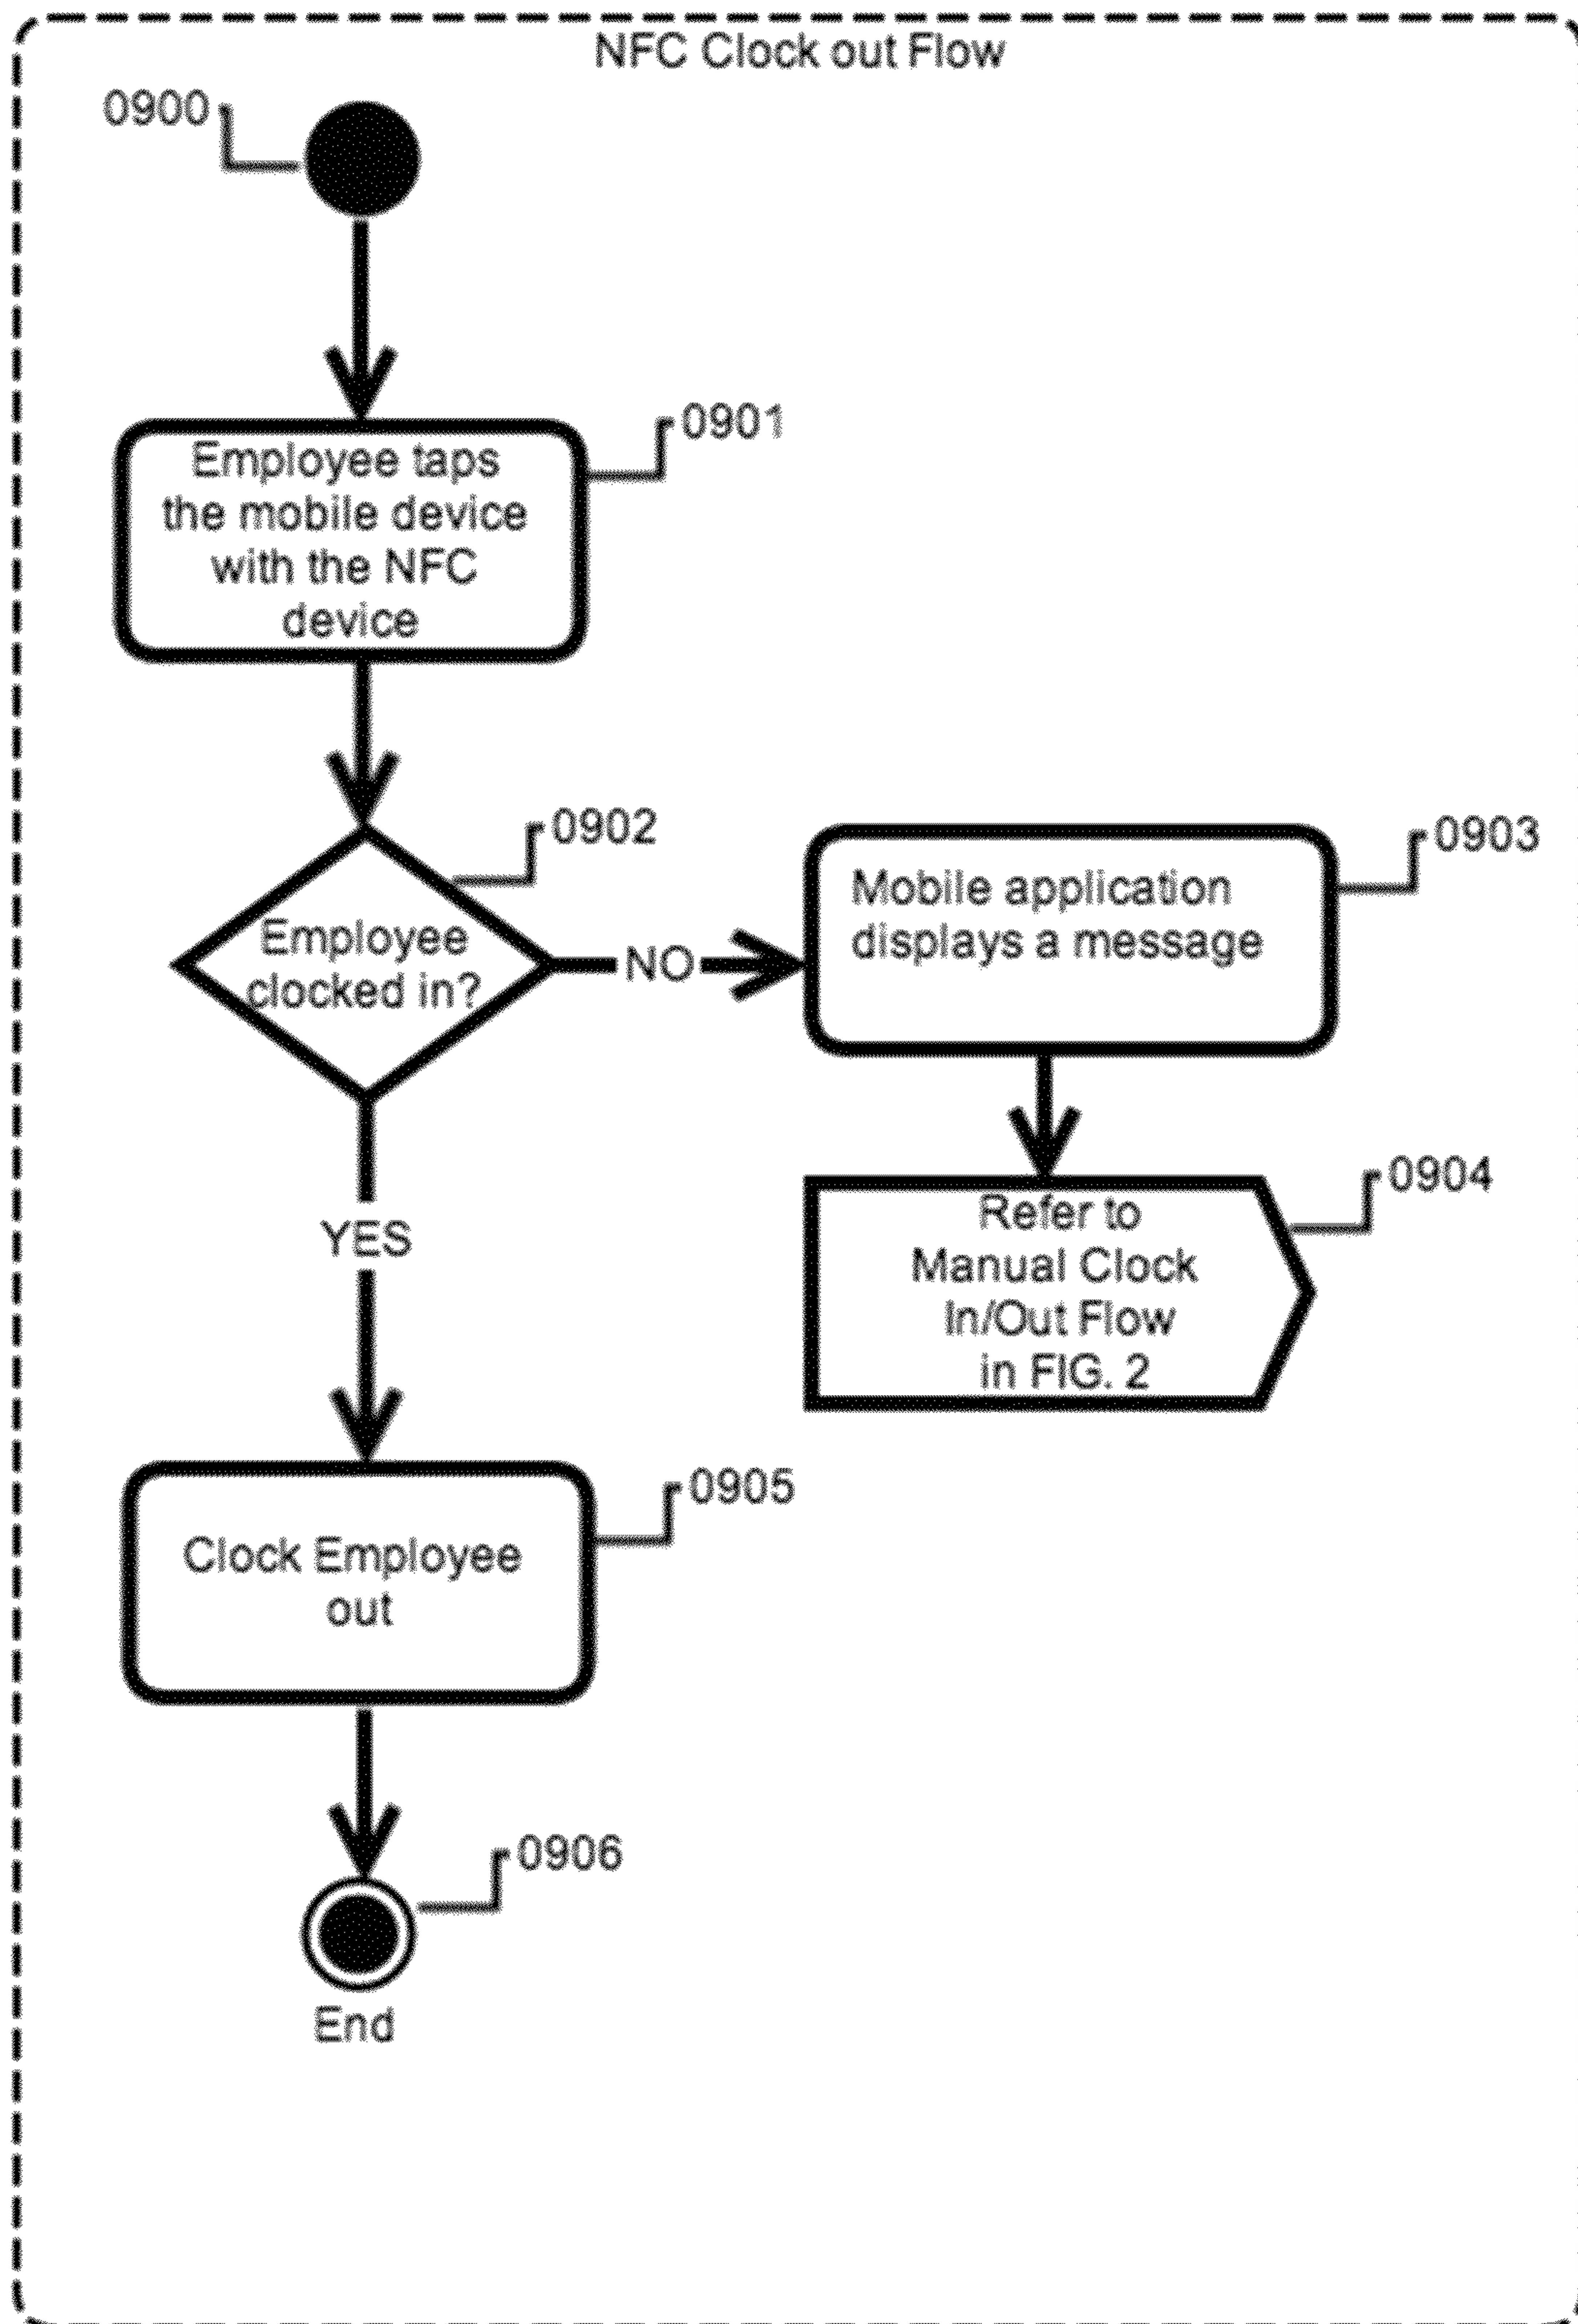 NFC Clock out Flow
0900
0901
Employee taps
the mobile device
with the NFC
device
0902
Employee
clocked in?
NO
0903
Mobile application
displays a message
0904
Refer to
Manual Clock
In/Out Flow
in FIG. 2
YES
0905
Clock Employee
out
0906
End